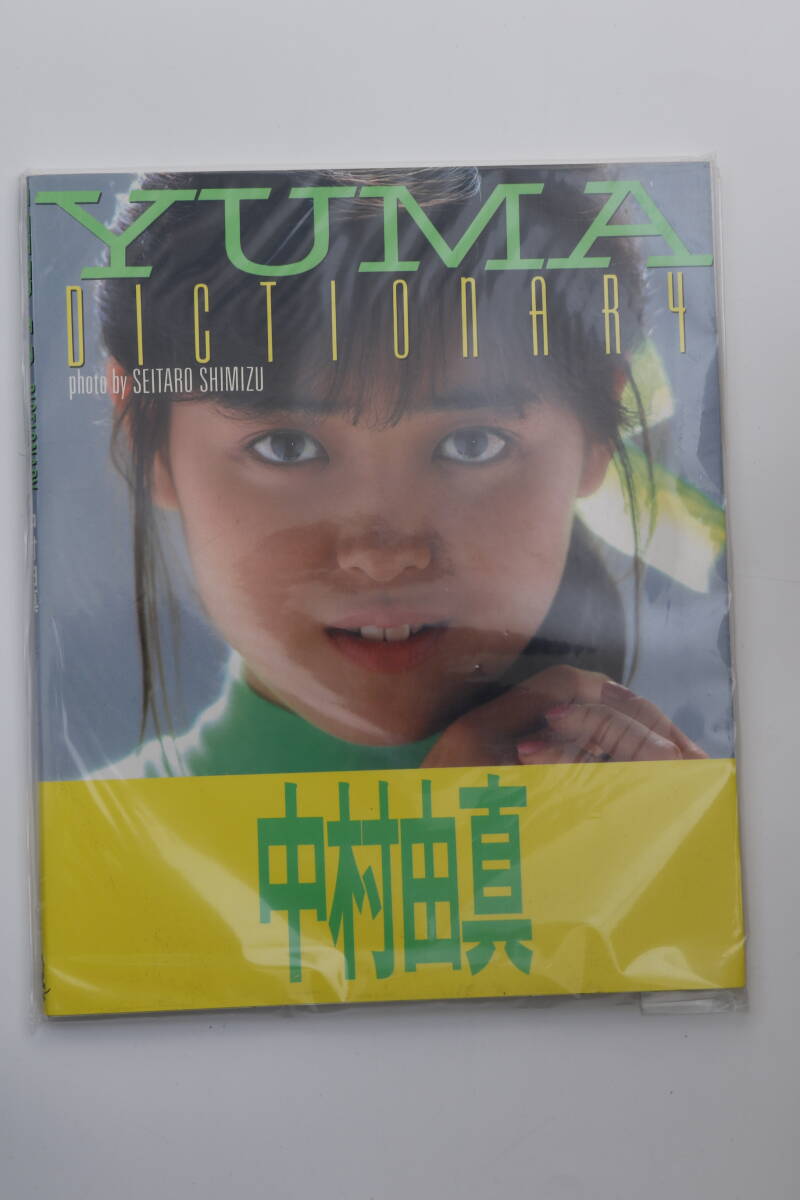 YUMA
DICTIONARY
photo by SEITARO SHIMIZU
中村由真